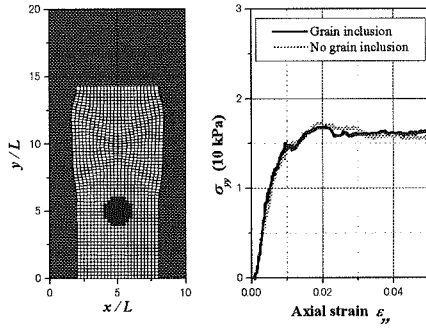 20
15
10
5
0
0
5
10
y/L
x/L
Grain inclusion
No grain inclusion
3
2
1
0
0.00
0.02
0.04
σyy (10 kPa)
Axial strain εyy